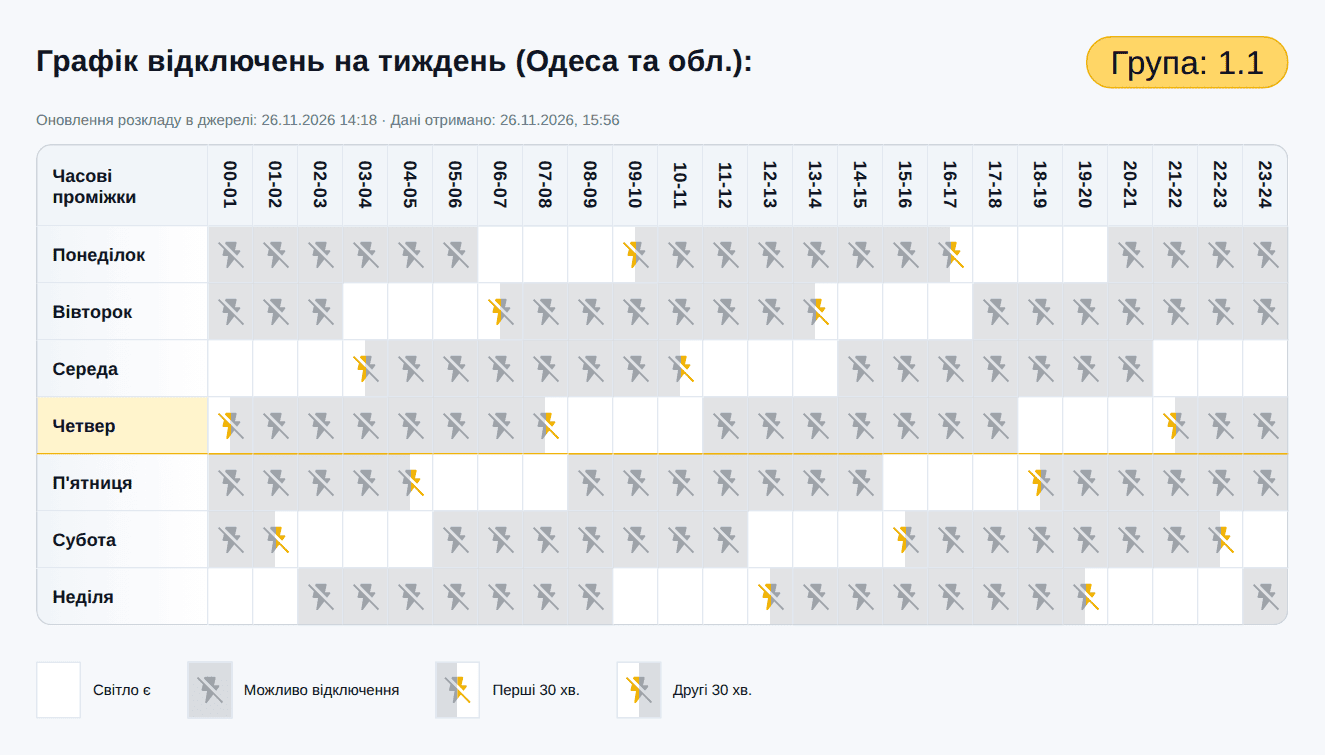 Графік відключень на тиждень (Одеса та обл.):
Група: 1.1
Оновлення розкладу в джерелі: 26.11.2026 14:18 · Дані отримано: 26.11.2026, 15:56
Часові
проміжки
00-01 01-02 02-03 03-04 04-05 05-06 06-07 07-08 08-09 09-10 10-11 11-12 12-13 13-14 14-15 15-16 16-17 17-18 18-19 19-20 20-21 21-22 22-23 23-24
Понеділок
Вівторок
Середа
Четвер
П'ятниця
Субота
Неділя
Світло є
Можливо відключення
Перші 30 хв.
Другі 30 хв.